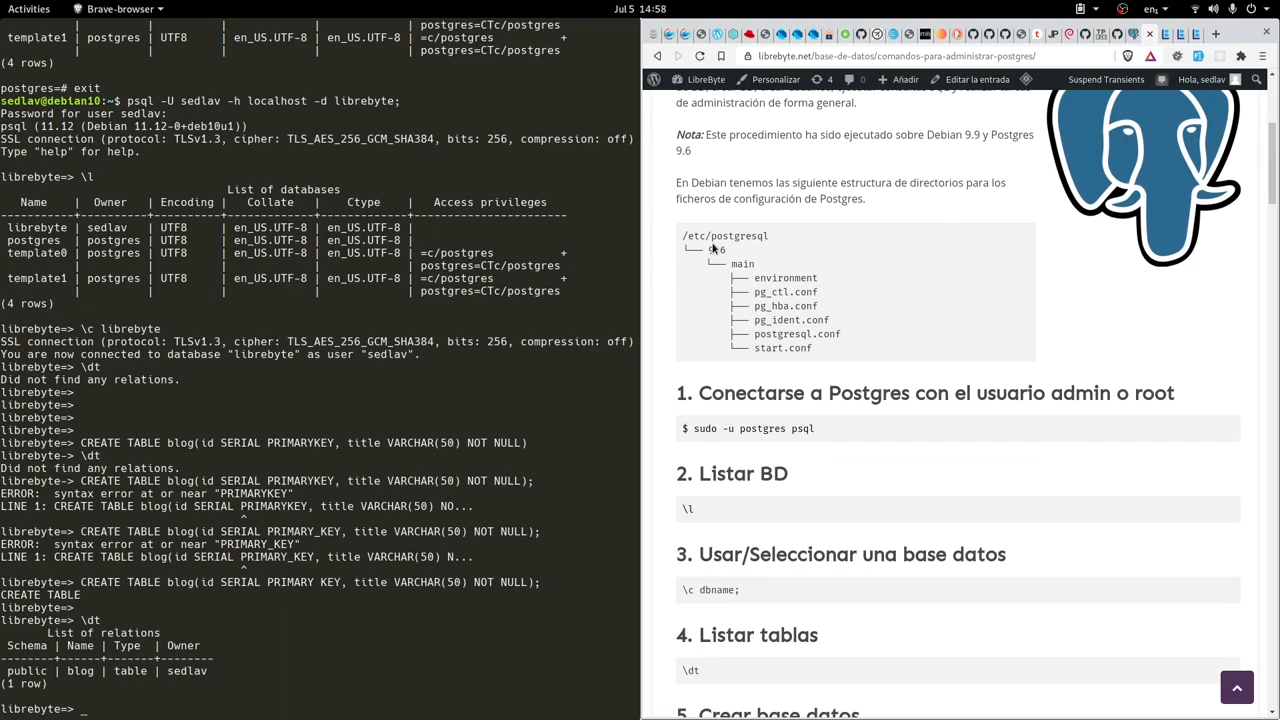 Activities
Brave-browser
Jul 5 14:58
en
| | | | | postgres=CTc/postgres
template1 | postgres | UTF8 | en_US.UTF-8 | en_US.UTF-8 | =c/postgres +
| | | | | postgres=CTc/postgres
(4 rows)
postgres=# exit
sedlav@debian10:~$ psql -U sedlav -h localhost -d librebyte;
Password for user sedlav:
psql (11.12 (Debian 11.12-0+deb10u1))
SSL connection (protocol: TLSv1.3, cipher: TLS_AES_256_GCM_SHA384, bits: 256, compression: off)
Type "help" for help.
librebyte=> \l
List of databases
Name | Owner | Encoding | Collate | Ctype | Access privileges
-----------+----------+----------+-------------+-------------+-----------------------
librebyte | sedlav | UTF8 | en_US.UTF-8 | en_US.UTF-8 |
postgres | postgres | UTF8 | en_US.UTF-8 | en_US.UTF-8 |
template0 | postgres | UTF8 | en_US.UTF-8 | en_US.UTF-8 | =c/postgres +
| | | | | postgres=CTc/postgres
template1 | postgres | UTF8 | en_US.UTF-8 | en_US.UTF-8 | =c/postgres +
| | | | | postgres=CTc/postgres
(4 rows)
librebyte=> \c librebyte
SSL connection (protocol: TLSv1.3, cipher: TLS_AES_256_GCM_SHA384, bits: 256, compression: off)
You are now connected to database "librebyte" as user "sedlav".
librebyte=> \dt
Did not find any relations.
librebyte=>
librebyte=>
librebyte=>
librebyte=>
librebyte=> CREATE TABLE blog(id SERIAL PRIMARYKEY, title VARCHAR(50) NOT NULL)
librebyte-> \dt
Did not find any relations.
librebyte-> CREATE TABLE blog(id SERIAL PRIMARYKEY, title VARCHAR(50) NOT NULL);
ERROR: syntax error at or near "PRIMARYKEY"
LINE 1: CREATE TABLE blog(id SERIAL PRIMARYKEY, title VARCHAR(50) NO...
^
librebyte=> CREATE TABLE blog(id SERIAL PRIMARY_KEY, title VARCHAR(50) NOT NULL);
ERROR: syntax error at or near "PRIMARY_KEY"
LINE 1: CREATE TABLE blog(id SERIAL PRIMARY_KEY, title VARCHAR(50) N...
^
librebyte=> CREATE TABLE blog(id SERIAL PRIMARY KEY, title VARCHAR(50) NOT NULL);
CREATE TABLE
librebyte=>
librebyte=> \dt
List of relations
Schema | Name | Type | Owner
--------+------+-------+--------
public | blog | table | sedlav
(1 row)
librebyte=> _
librebyte.net/base-de-datos/comandos-para-administrar-postgres/
LibreByte Personalizar 4 0 Añadir Editar la entrada Suspend Transients Hola, sedlav
de administración de forma general.
Nota: Este procedimiento ha sido ejecutado sobre Debian 9.9 y Postgres
9.6
En Debian tenemos las siguiente estructura de directorios para los
ficheros de configuración de Postgres.
/etc/postgresql
└── 9.6
└── main
├── environment
├── pg_ctl.conf
├── pg_hba.conf
├── pg_ident.conf
├── postgresql.conf
└── start.conf
1. Conectarse a Postgres con el usuario admin o root
$ sudo -u postgres psql
2. Listar BD
\l
3. Usar/Seleccionar una base datos
\c dbname;
4. Listar tablas
\dt
5. Crear base datos